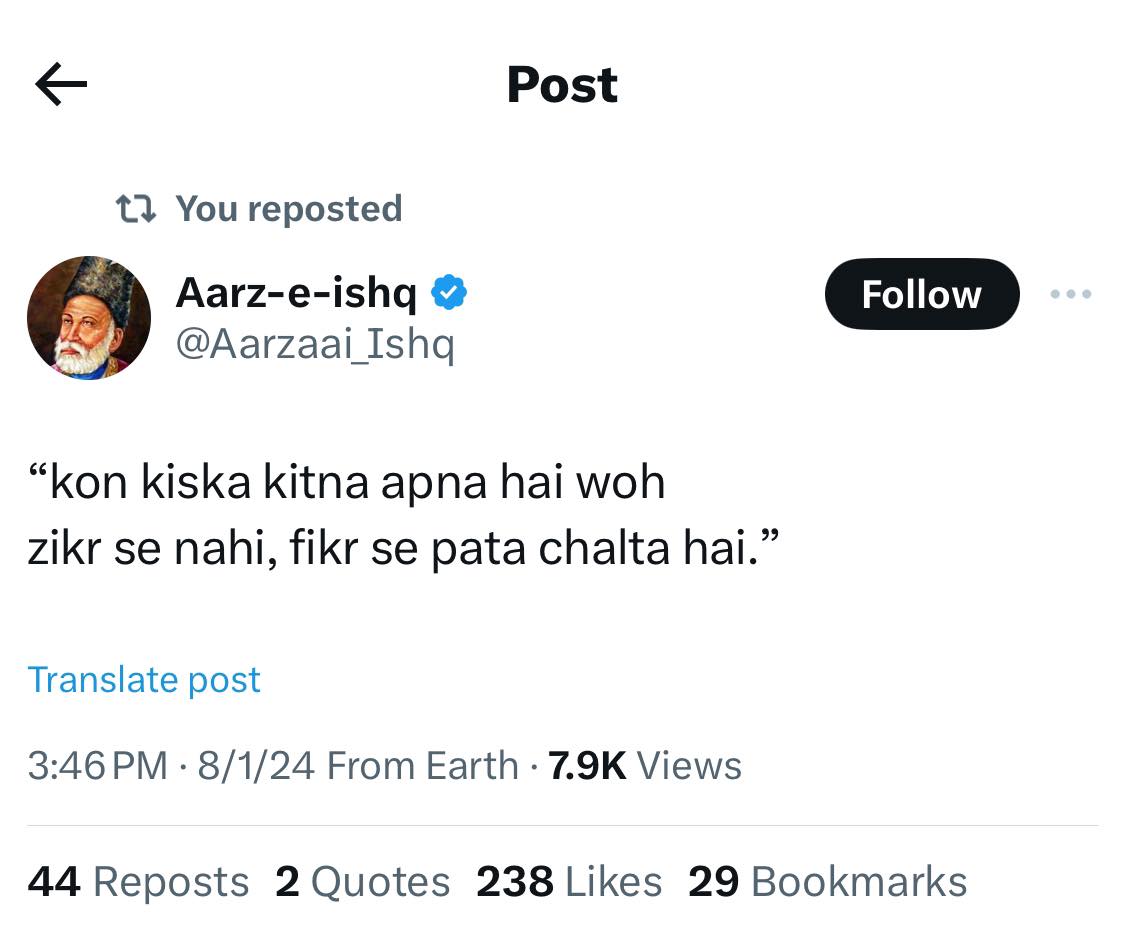 Post
You reposted
Aarz-e-ishq
@Aarzaai_Ishq
Follow
“kon kiska kitna apna hai woh
zikr se nahi, fikr se pata chalta hai.”
Translate post
3:46 PM · 8/1/24 From Earth · 7.9K Views
44 Reposts 2 Quotes 238 Likes 29 Bookmarks